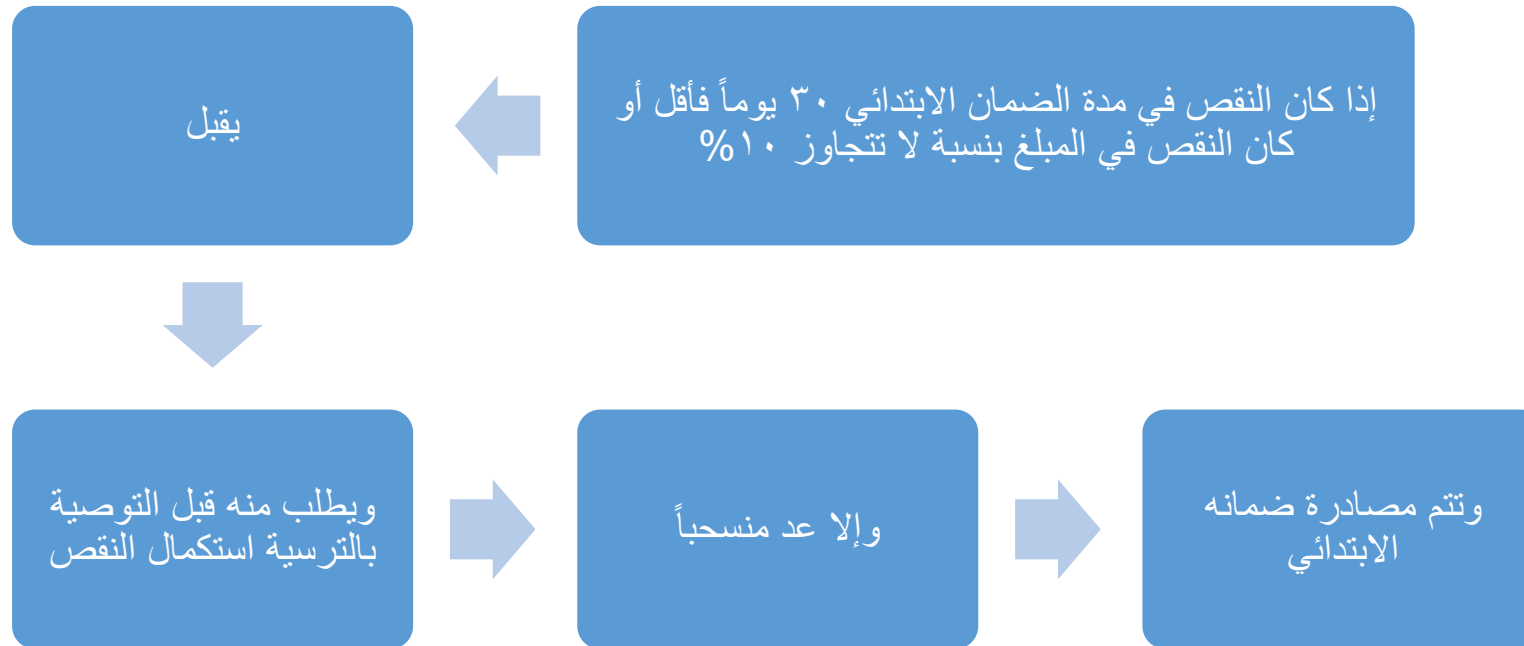 إذا كان النقص في مدة الضمان الابتدائي ٣٠ يوماً فأقل أو
كان النقص في المبلغ بنسبة لا تتجاوز ١٠%
يقبل
ويطلب منه قبل التوصية
بالترسية استكمال النقص
وإلا عد منسحباً
وتتم مصادرة ضمانه
الابتدائي